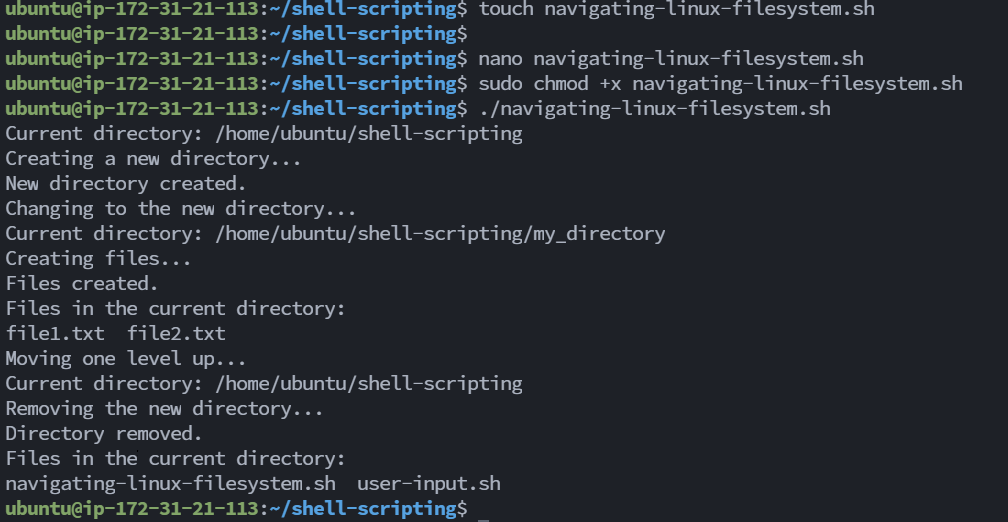 ubuntu@ip-172-31-21-113:~/shell-scripting$ touch navigating-linux-filesystem.sh
ubuntu@ip-172-31-21-113:~/shell-scripting$
ubuntu@ip-172-31-21-113:~/shell-scripting$ nano navigating-linux-filesystem.sh
ubuntu@ip-172-31-21-113:~/shell-scripting$ sudo chmod +x navigating-linux-filesystem.sh
ubuntu@ip-172-31-21-113:~/shell-scripting$ ./navigating-linux-filesystem.sh
Current directory: /home/ubuntu/shell-scripting
Creating a new directory...
New directory created.
Changing to the new directory...
Current directory: /home/ubuntu/shell-scripting/my_directory
Creating files...
Files created.
Files in the current directory:
file1.txt  file2.txt
Moving one level up...
Current directory: /home/ubuntu/shell-scripting
Removing the new directory...
Directory removed.
Files in the current directory:
navigating-linux-filesystem.sh  user-input.sh
ubuntu@ip-172-31-21-113:~/shell-scripting$